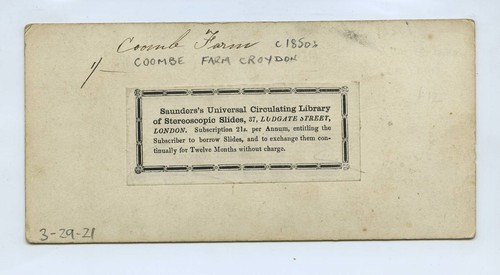 Coomb Farm c1850s
1/-
COOMBE FARM CROYDON
Saunders's Universal Circulating Library
of Stereoscopic Slides, 37, LUDGATE STREET,
LONDON. Subscription 21s. per Annum, entitling the
Subscriber to borrow Slides, and to exchange them con-
tinually for Twelve Months without charge.
3-29-21